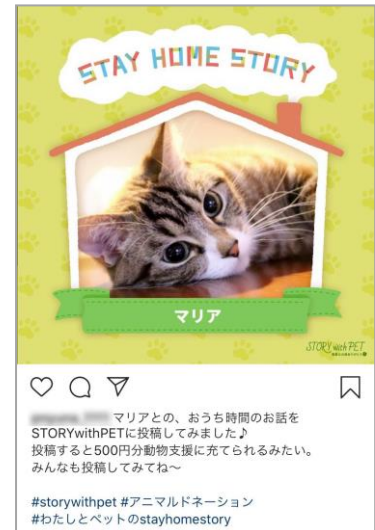 STAY HOME STORY
マリア
STORY with PET
マリアとの、おうち時間のお話を
STORYwithPETに投稿してみました♪
投稿すると500円分動物支援に充てられるみたい。
みんなも投稿してみてね〜
#storywithpet #アニマルドネーション
#わたしとペットのstayhomestory